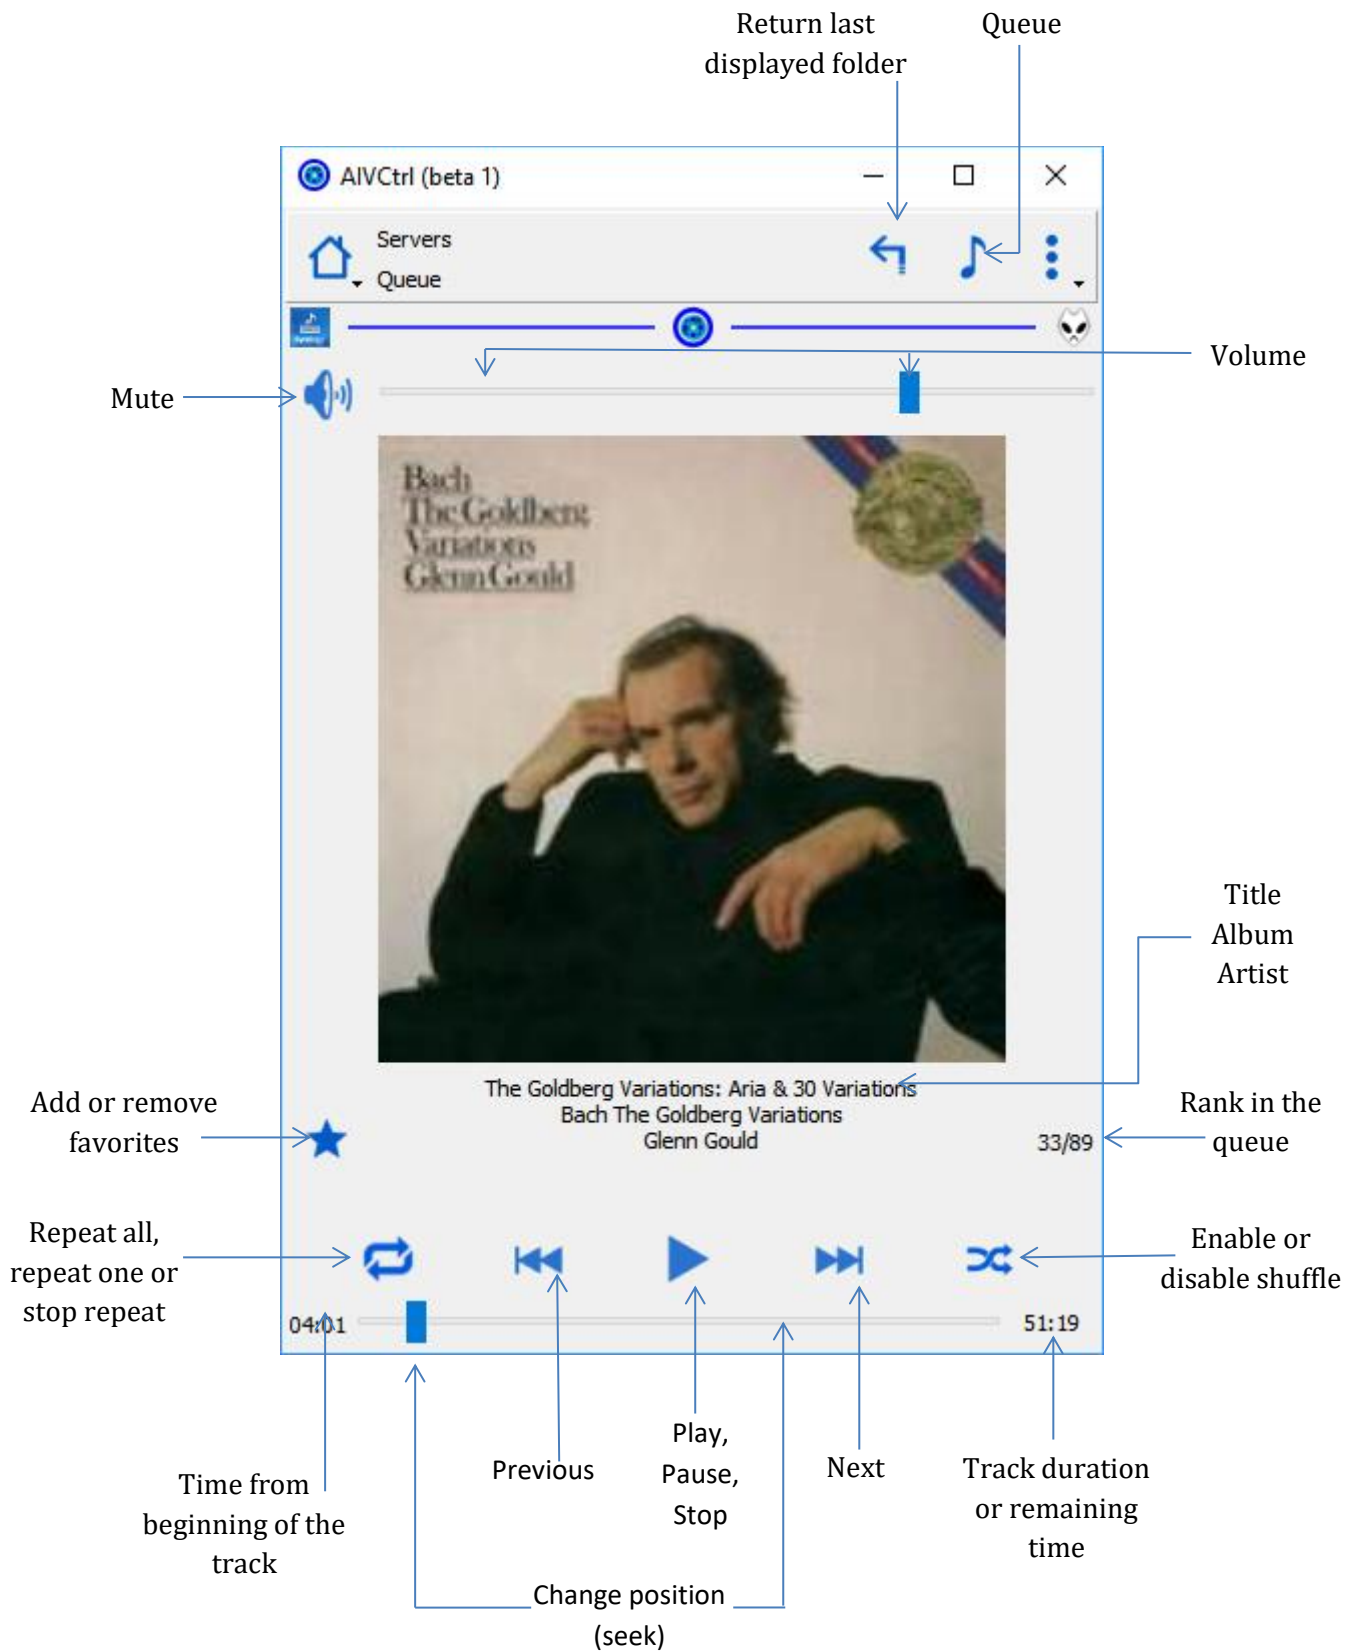 Return last
displayed folder
Queue
AIVCtrl (beta 1)
Servers
Queue
Volume
Mute
Bach
The Goldberg
Variations
Glenn Gould
Title
Album
Artist
The Goldberg Variations: Aria & 30 Variations
Bach The Goldberg Variations
Glenn Gould
Add or remove
favorites
33/89
Rank in the
queue
Repeat all,
repeat one or
stop repeat
Enable or
disable shuffle
04:01
51:19
Time from
beginning of the
track
Previous
Play,
Pause,
Stop
Next
Track duration
or remaining
time
Change position
(seek)